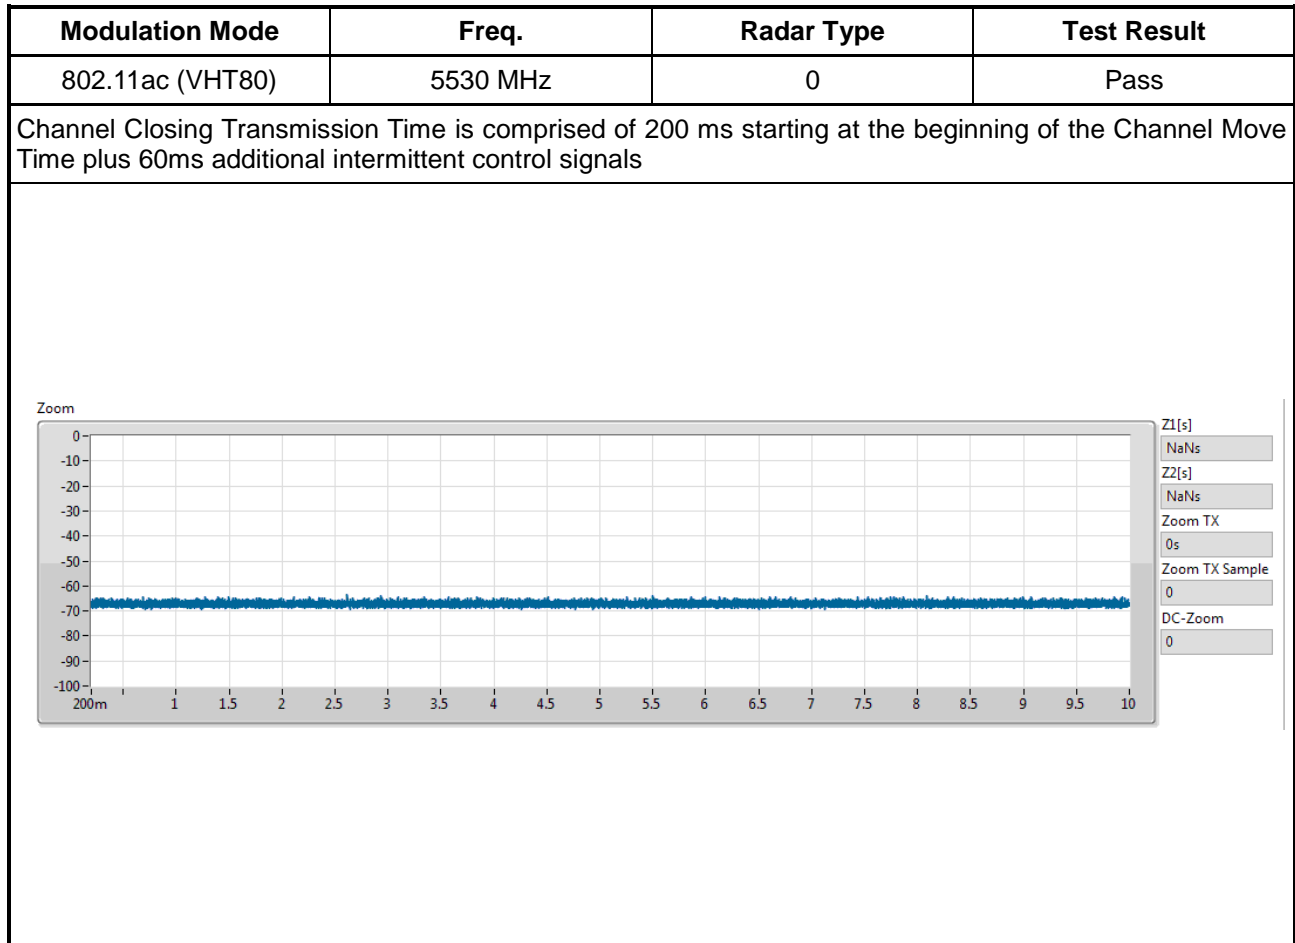 Modulation Mode Freq. Radar Type Test Result
802.11ac (VHT80) 5530 MHz 0 Pass
Channel Closing Transmission Time is comprised of 200 ms starting at the beginning of the Channel Move
Time plus 60ms additional intermittent control signals
Zoom
0
-10
-20
-30
-40
-50
-60
-70
-80
-90
-100
200m 1 1.5 2 2.5 3 3.5 4 4.5 5 5.5 6 6.5 7 7.5 8 8.5 9 9.5 10
Z1[s]
NaNs
Z2[s]
NaNs
Zoom TX
0s
Zoom TX Sample
0
DC-Zoom
0